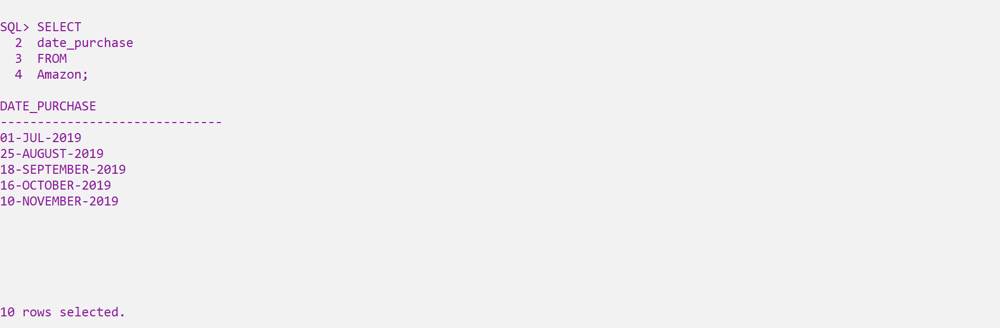 SQL> SELECT
  2  date_purchase
  3  FROM
  4  Amazon;
DATE_PURCHASE
------------------------------
01-JUL-2019
25-AUGUST-2019
18-SEPTEMBER-2019
16-OCTOBER-2019
10-NOVEMBER-2019
10 rows selected.